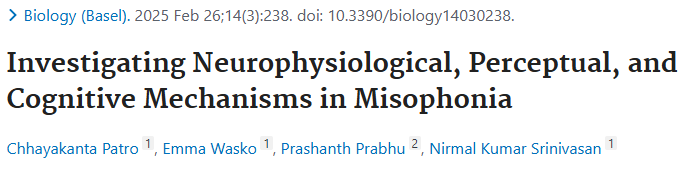 Biology (Basel). 2025 Feb 26;14(3):238. doi: 10.3390/biology14030238.
Investigating Neurophysiological, Perceptual, and
Cognitive Mechanisms in Misophonia
Chhayakanta Patro 1, Emma Wasko 1, Prashanth Prabhu 2, Nirmal Kumar Srinivasan 1